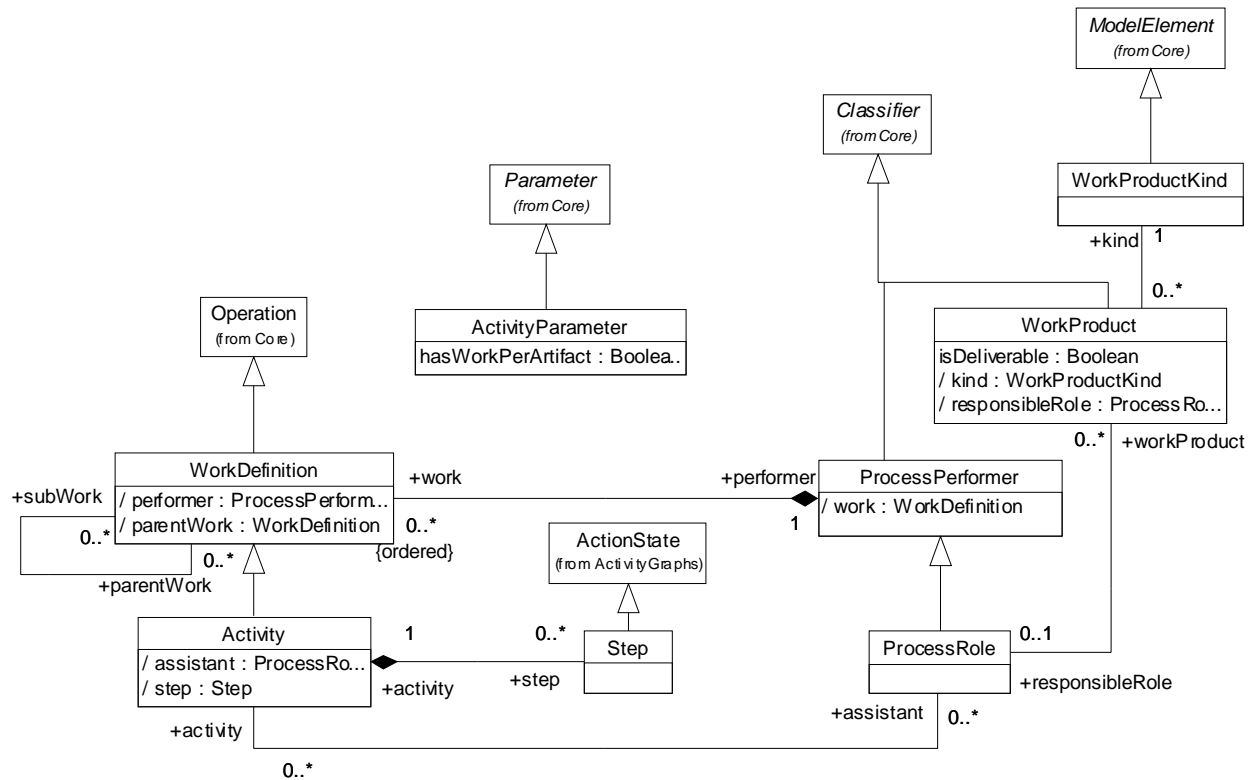 ModelElement
(from Core)
Classifier
(from Core)
WorkProductKind
Parameter
(from Core)
+kind
1
0..*
Operation
(from Core)
ActivityParameter
hasWorkPerArtifact : Boolea..
WorkProduct
isDeliverable : Boolean
/ kind : WorkProductKind
/ responsibleRole : ProcessRo...
0..*
+workProduct
WorkDefinition
/ performer : ProcessPerform...
/ parentWork : WorkDefinition
+work
+performer
ProcessPerformer
/ work : WorkDefinition
+subWork
0..*
0..*
+parentWork
0..*
{ordered}
1
ActionState
(from ActivityGraphs)
Activity
/ assistant : ProcessRo...
/ step : Step
1
0..*
Step
+activity
+step
ProcessRole
0..1
+responsibleRole
+assistant
0..*
+activity
0..*